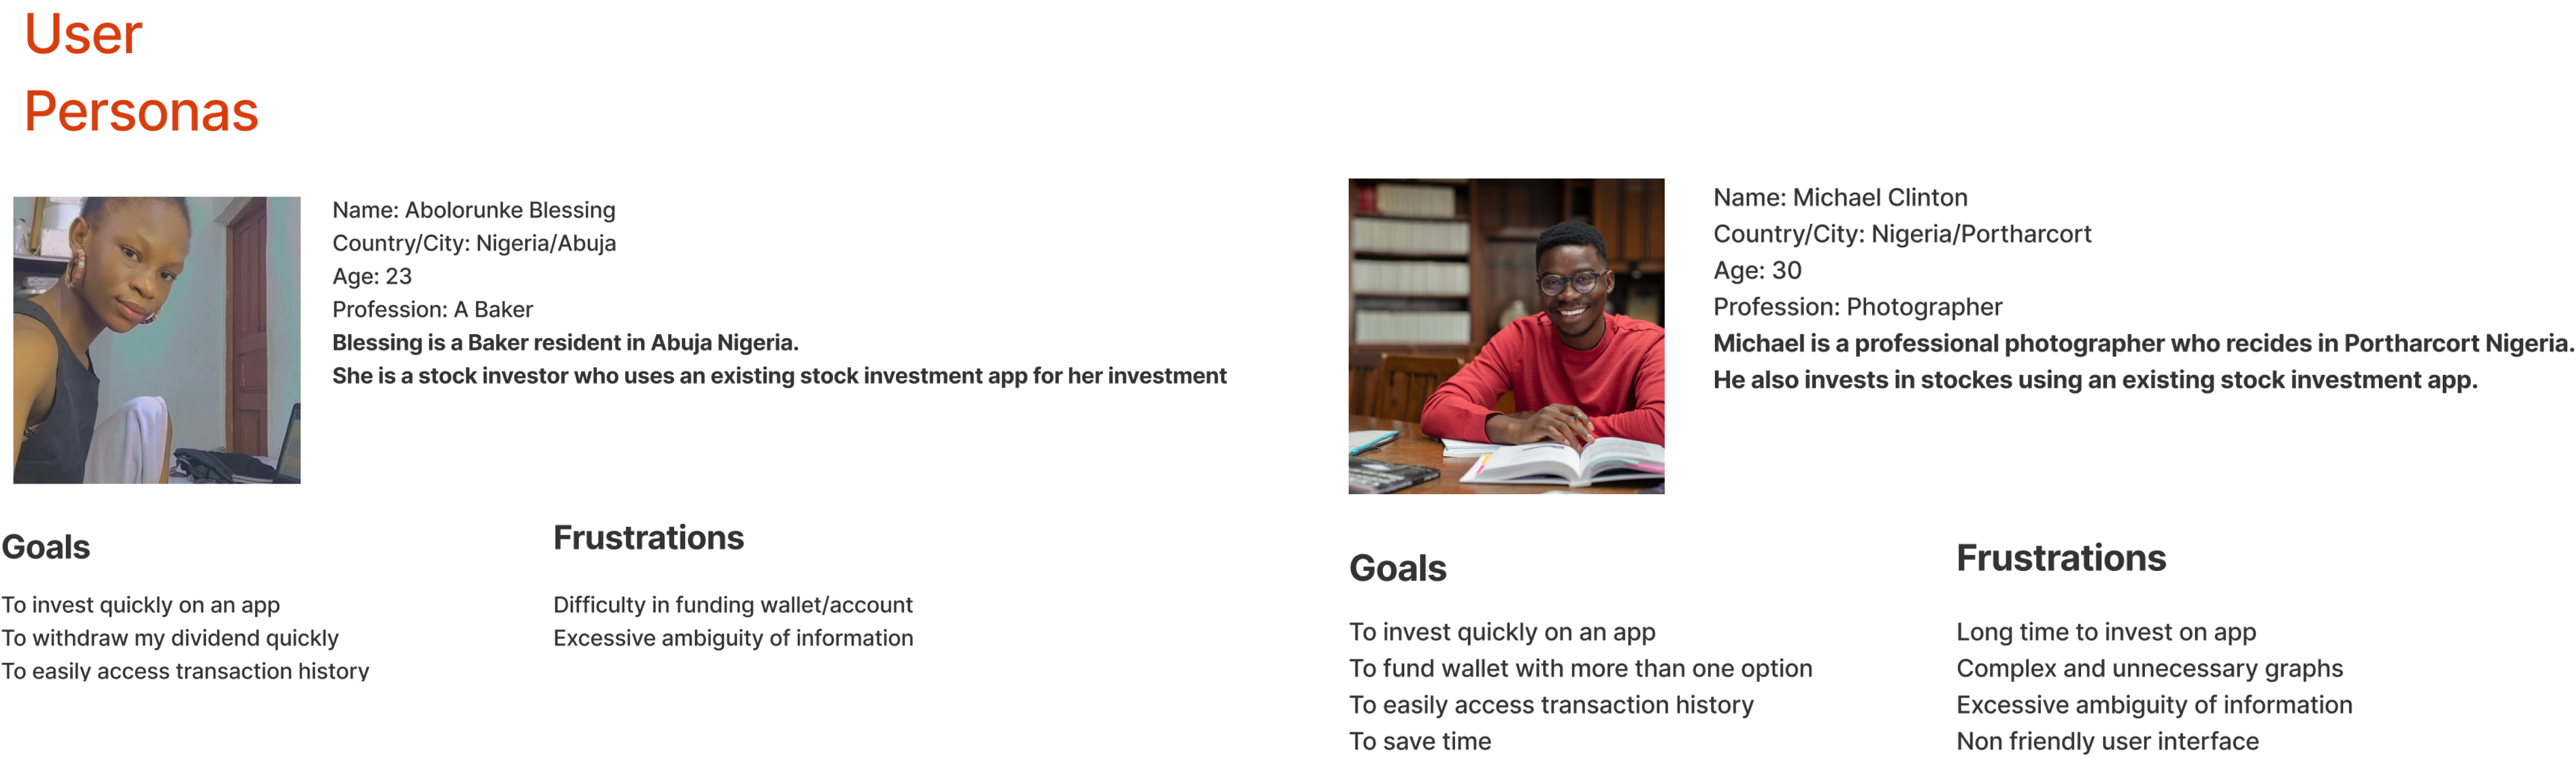 User
Personas
Name: Abolorunke Blessing
Country/City: Nigeria/Abuja
Age: 23
Profession: A Baker
Blessing is a Baker resident in Abuja Nigeria.
She is a stock investor who uses an existing stock investment app for her investment
Goals
To invest quickly on an app
To withdraw my dividend quickly
To easily access transaction history
Frustrations
Difficulty in funding wallet/account
Excessive ambiguity of information
Name: Michael Clinton
Country/City: Nigeria/Portharcort
Age: 30
Profession: Photographer
Michael is a professional photographer who recides in Portharcort Nigeria.
He also invests in stockes using an existing stock investment app.
Goals
To invest quickly on an app
To fund wallet with more than one option
To easily access transaction history
To save time
Frustrations
Long time to invest on app
Complex and unnecessary graphs
Excessive ambiguity of information
Non friendly user interface